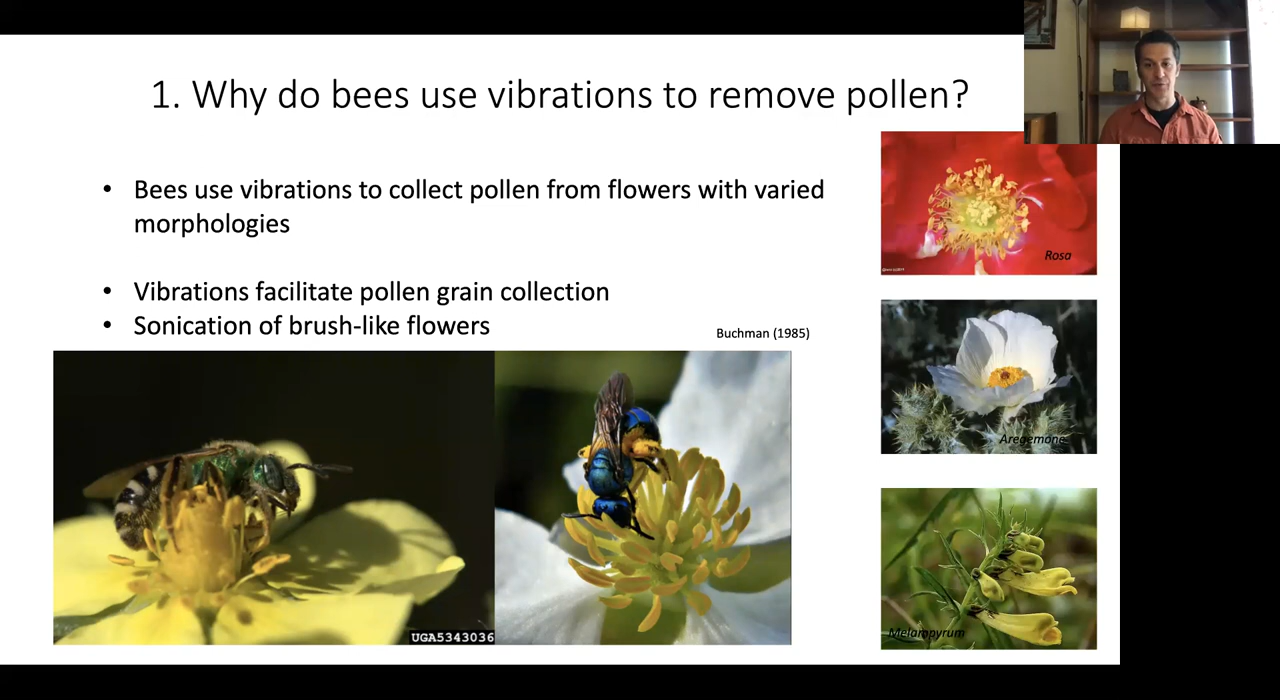 1. Why do bees use vibrations to remove pollen?
• Bees use vibrations to collect pollen from flowers with varied
morphologies
• Vibrations facilitate pollen grain collection
• Sonication of brush-like flowers
Buchman (1985)
Rosa
Aregemone
Melampyrum
UGA5343036